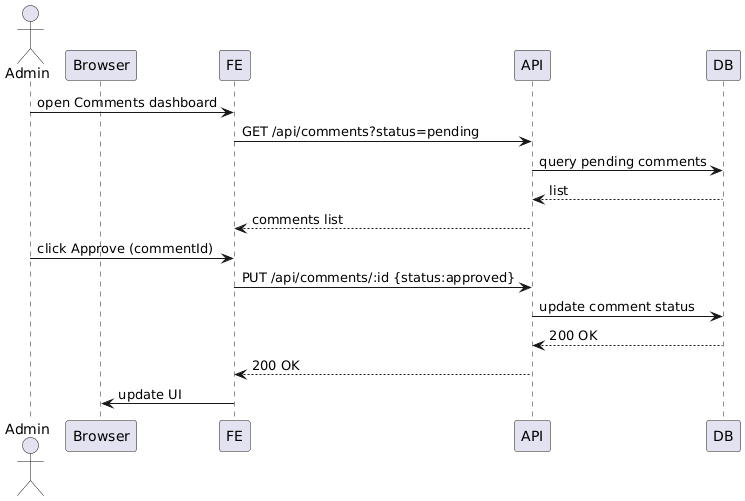 Admin
Browser
FE
API
DB
open Comments dashboard
GET /api/comments?status=pending
query pending comments
list
comments list
click Approve (commentId)
PUT /api/comments/:id {status:approved}
update comment status
200 OK
200 OK
update UI
Admin
Browser
FE
API
DB